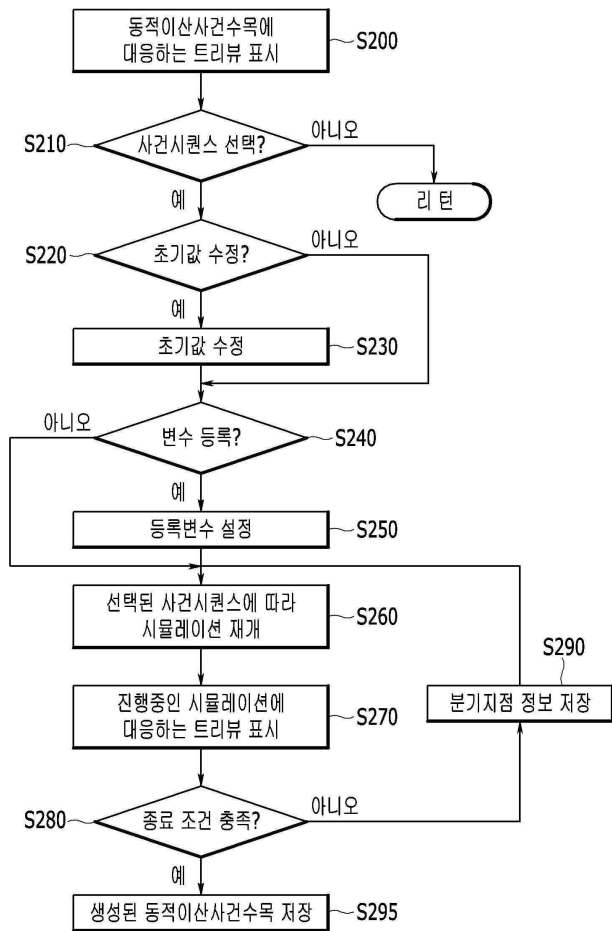 동적이산사건수목에
대응하는 트리뷰 표시
S200
S210
사건시퀀스 선택?
아니오
예
리 턴
S220
초기값 수정?
아니오
예
초기값 수정
S230
아니오
변수 등록?
S240
예
등록변수 설정
S250
선택된 사건시퀀스에 따라
시뮬레이션 재개
S260
S290
분기지점 정보 저장
진행중인 시뮬레이션에
대응하는 트리뷰 표시
S270
S280
종료 조건 충족?
아니오
예
생성된 동적이산사건수목 저장
S295